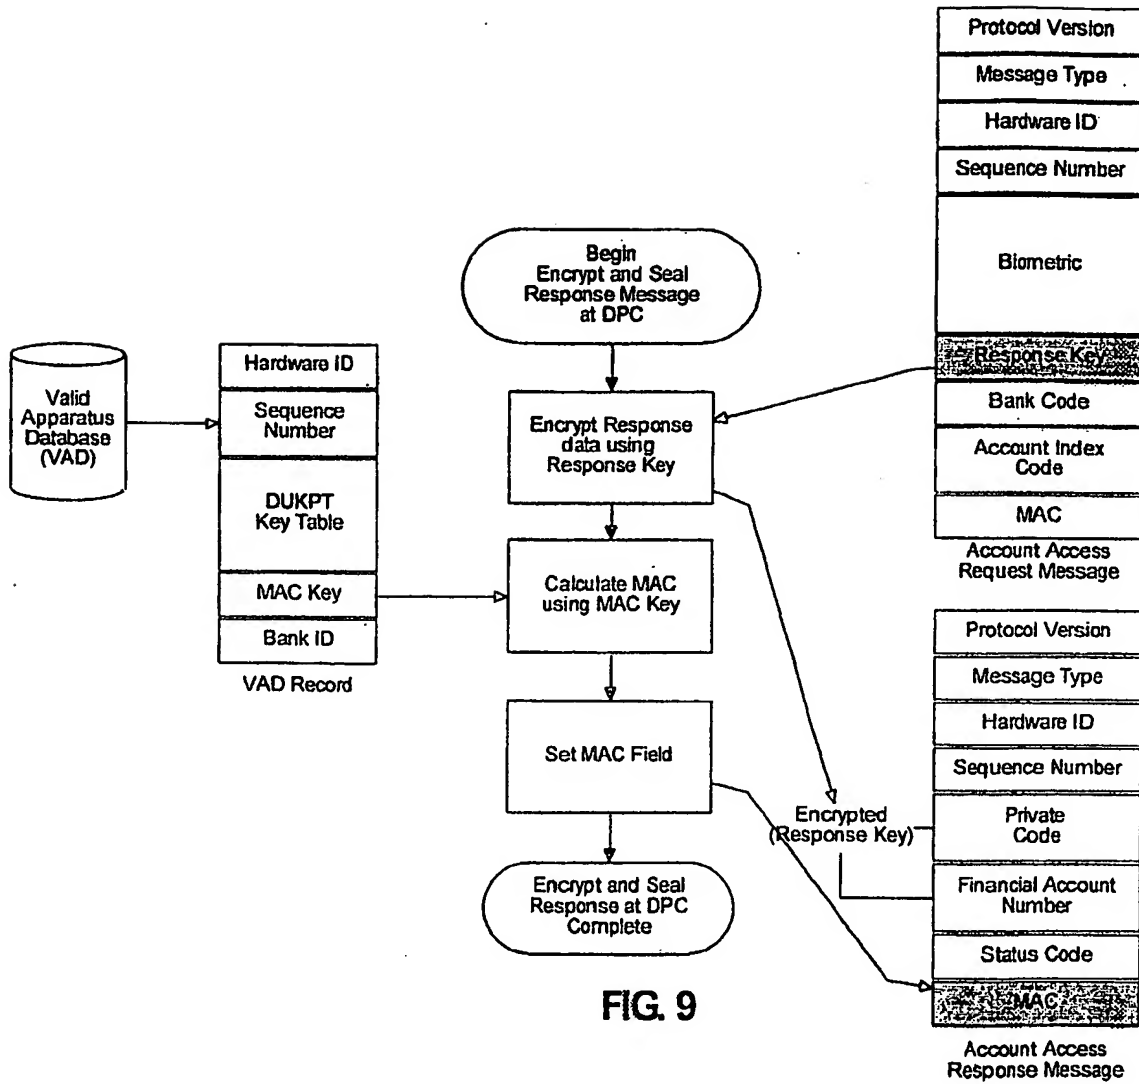 Protocol Version
Message Type
Hardware ID
Sequence Number
Biometric
Response Key
Bank Code
Account Index
Code
MAC
Account Access
Request Message
Begin
Encrypt and Seal
Response Message
at DPC
Encrypt Response
data using
Response Key
Calculate MAC
using MAC Key
Set MAC Field
Encrypt and Seal
Response at DPC
Complete
Valid
Apparatus
Database
(VAD)
Hardware ID
Sequence
Number
DUKPT
Key Table
MAC Key
Bank ID
VAD Record
Encrypted
(Response Key)
Protocol Version
Message Type
Hardware ID
Sequence Number
Private
Code
Financial Account
Number
Status Code
MAC
Account Access
Response Message
FIG. 9